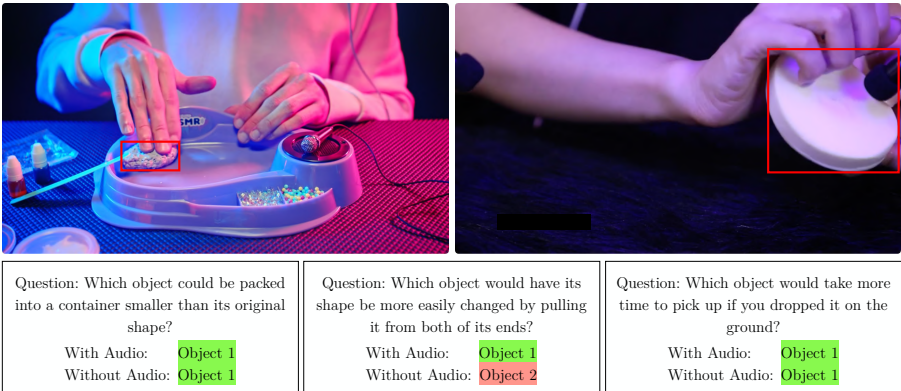 SMR
Question: Which object could be packed
into a container smaller than its original
shape?
With Audio: Object 1
Without Audio: Object 1
Question: Which object would have its
shape be more easily changed by pulling
it from both of its ends?
With Audio: Object 1
Without Audio: Object 2
Question: Which object would take more
time to pick up if you dropped it on the
ground?
With Audio: Object 1
Without Audio: Object 1